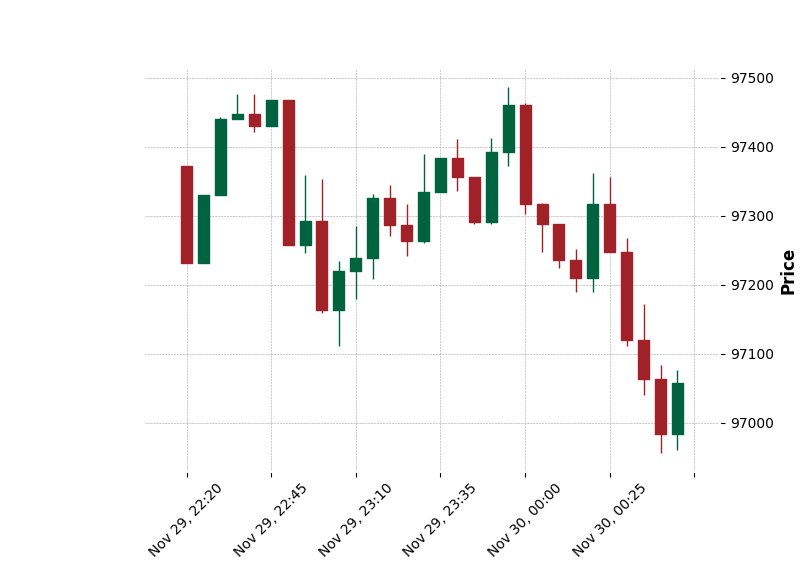 97500
97400
97300
97200
97100
97000
Price
Nov 29, 22:20
Nov 29, 22:45
Nov 29, 23:10
Nov 29, 23:35
Nov 30, 00:00
Nov 30, 00:25